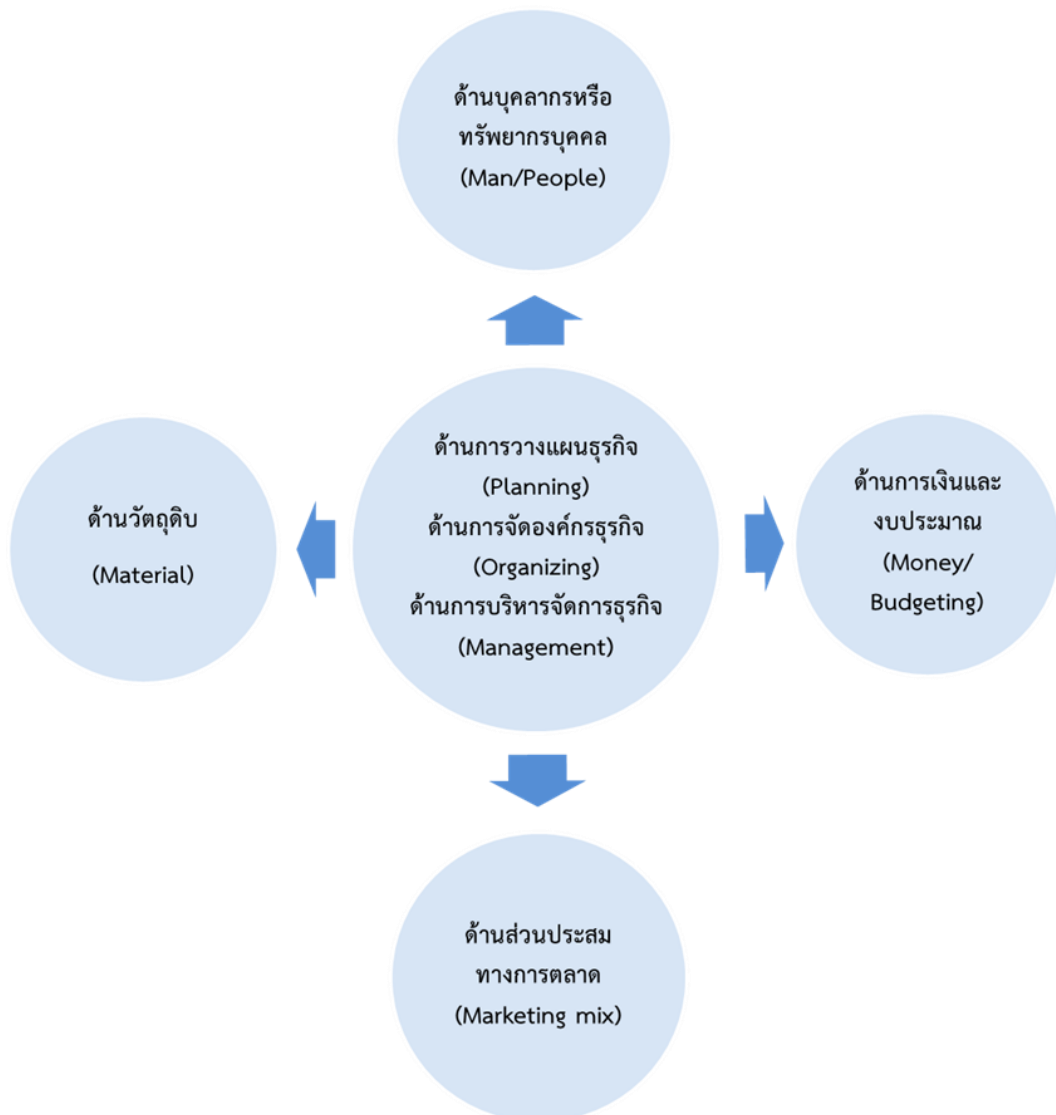 ด้านบุคลากรหรือ
ทรัพยากรบุคคล
(Man/People)
ด้านวัตถุดิบ
(Material)
ด้านการวางแผนธุรกิจ
(Planning)
ด้านการจัดองค์กรธุรกิจ
(Organizing)
ด้านการบริหารจัดการธุรกิจ
(Management)
ด้านการเงินและ
งบประมาณ
(Money/
Budgeting)
ด้านส่วนประสม
ทางการตลาด
(Marketing mix)